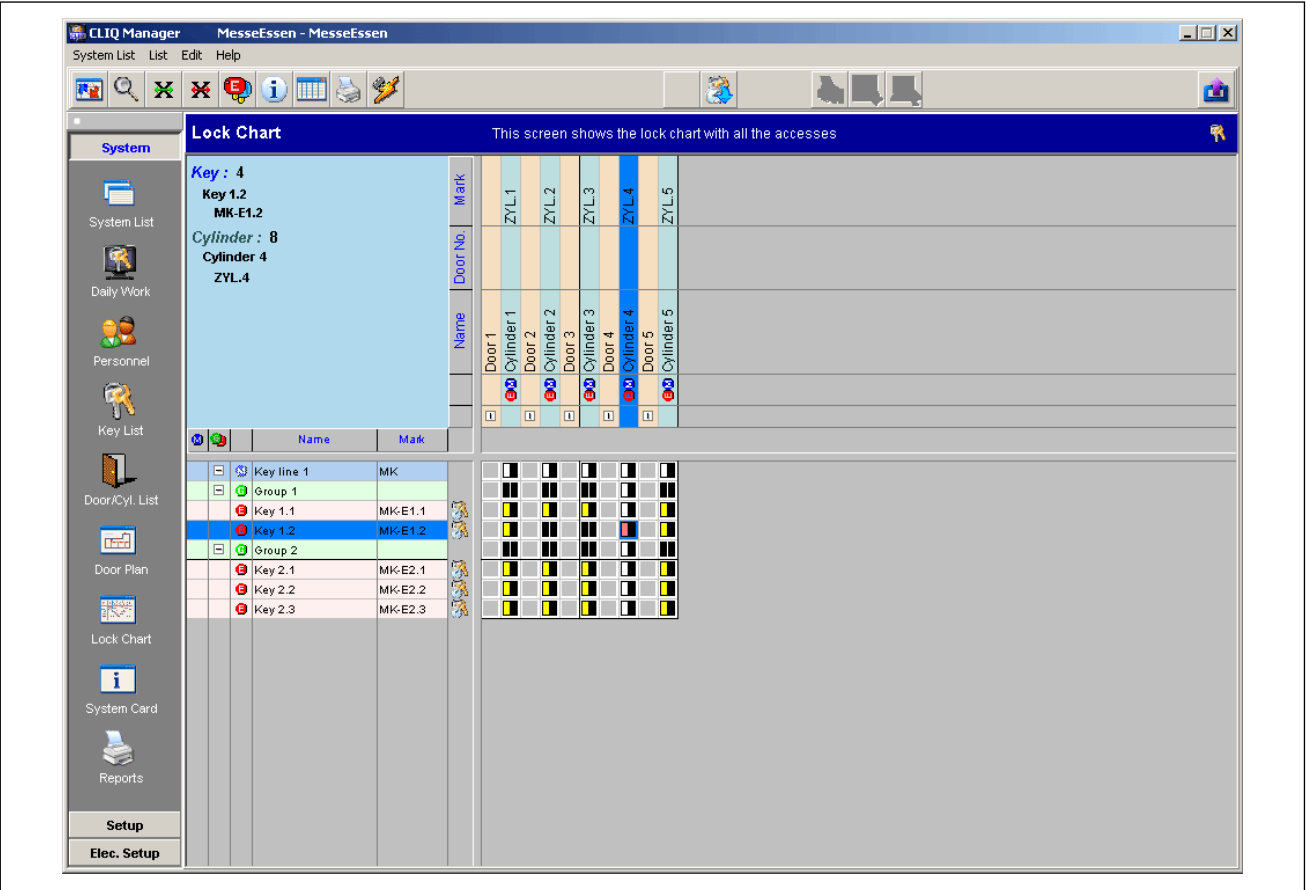 CLIQ Manager MesseEssen - MesseEssen
System List List Edit Help
System
Lock Chart This screen shows the lock chart with all the accesses
Key : 4
Key 1.2
MK-E1.2
Cylinder : 8
Cylinder 4
ZYL.4
Mark
ZYL.1
ZYL.2
ZYL.3
ZYL.4
ZYL.5
Door No.
Name
Door 1
Cylinder 1
Door 2
Cylinder 2
Door 3
Cylinder 3
Door 4
Cylinder 4
Door 5
Cylinder 5
Name Mark
Key line 1 MK
Group 1
Key 1.1 MK-E1.1
Key 1.2 MK-E1.2
Group 2
Key 2.1 MK-E2.1
Key 2.2 MK-E2.2
Key 2.3 MK-E2.3
System List
Daily Work
Personnel
Key List
Door/Cyl. List
Door Plan
Lock Chart
System Card
Reports
Setup
Elec. Setup